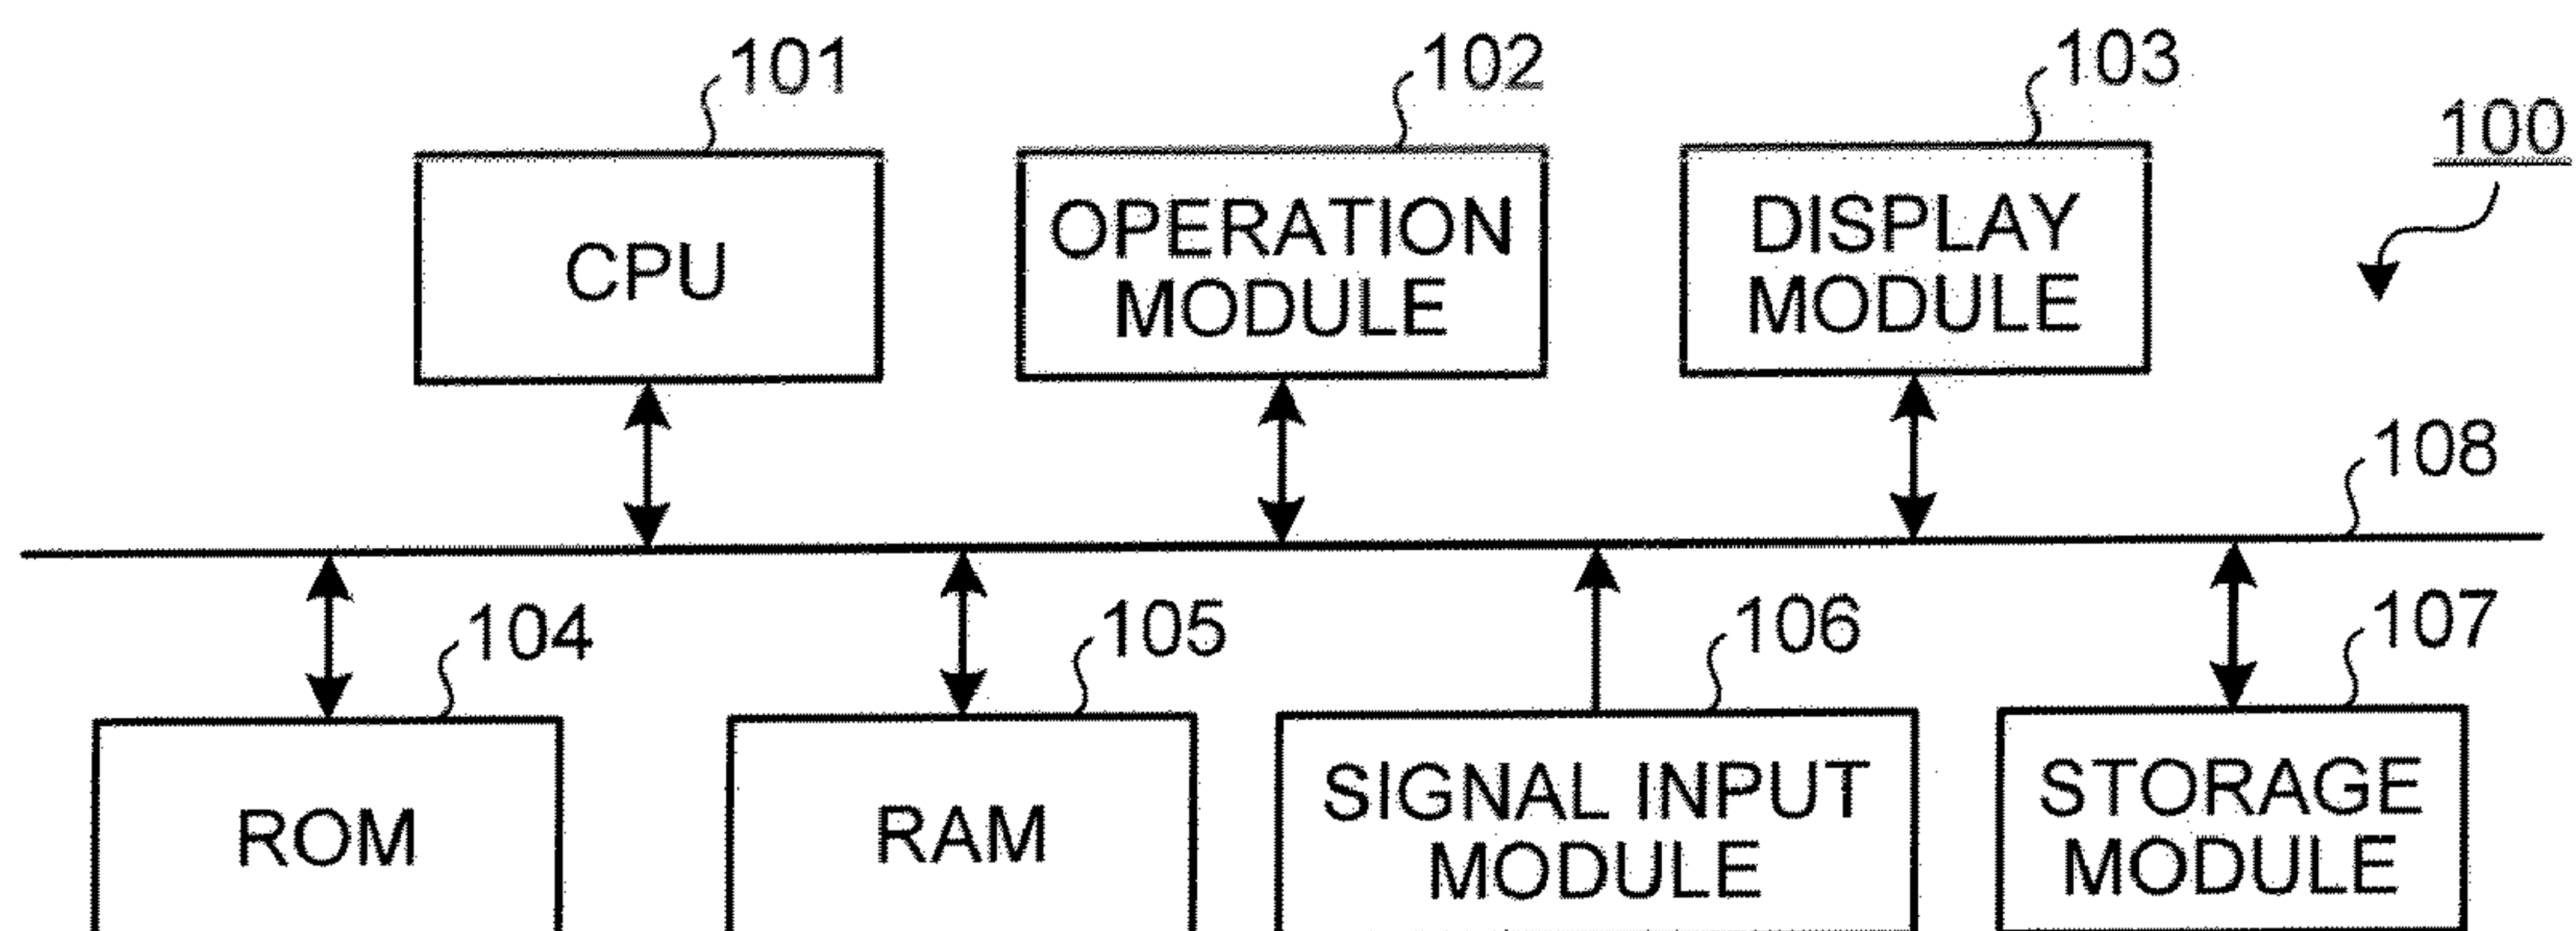 101
102
103
100
CPU
OPERATION
MODULE
DISPLAY
MODULE
108
104
105
106
107
ROM
RAM
SIGNAL INPUT
MODULE
STORAGE
MODULE